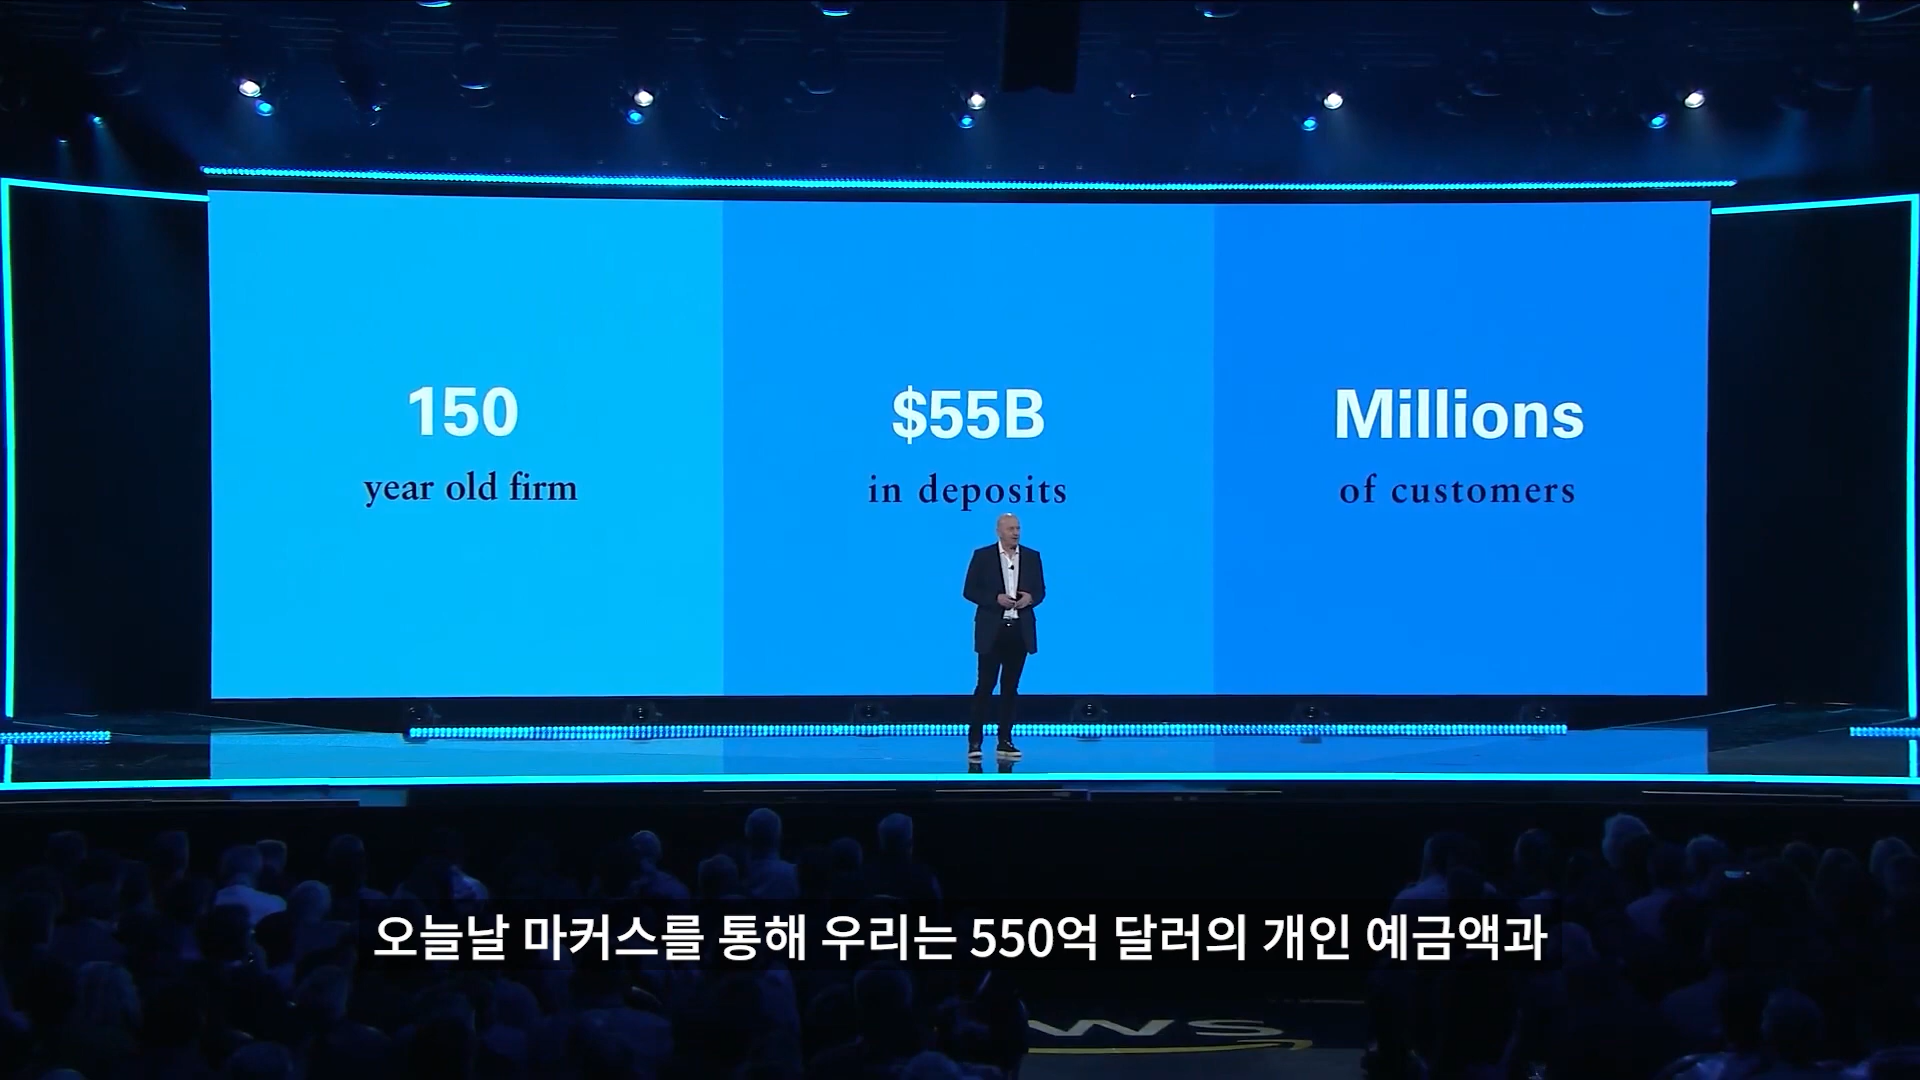 150
year old firm
$55B
in deposits
Millions
of customers
오늘날 마커스를 통해 우리는 550억 달러의 개인 예금액과
aws